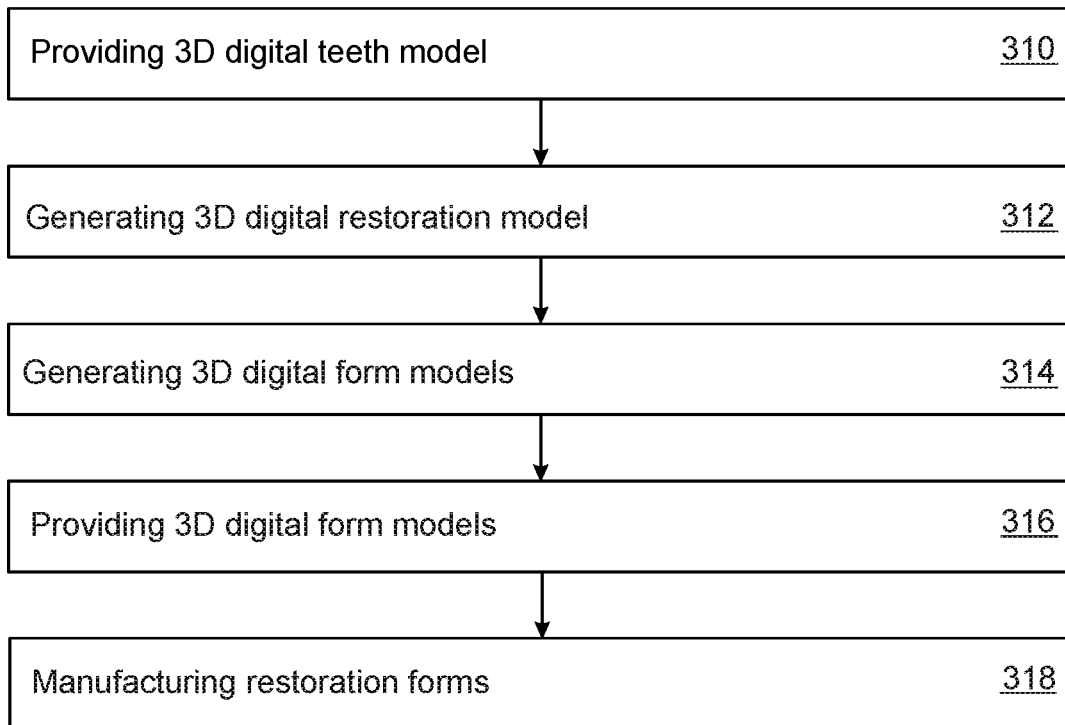 Providing 3D digital teeth model 310
Generating 3D digital restoration model 312
Generating 3D digital form models 314
Providing 3D digital form models 316
Manufacturing restoration forms 318